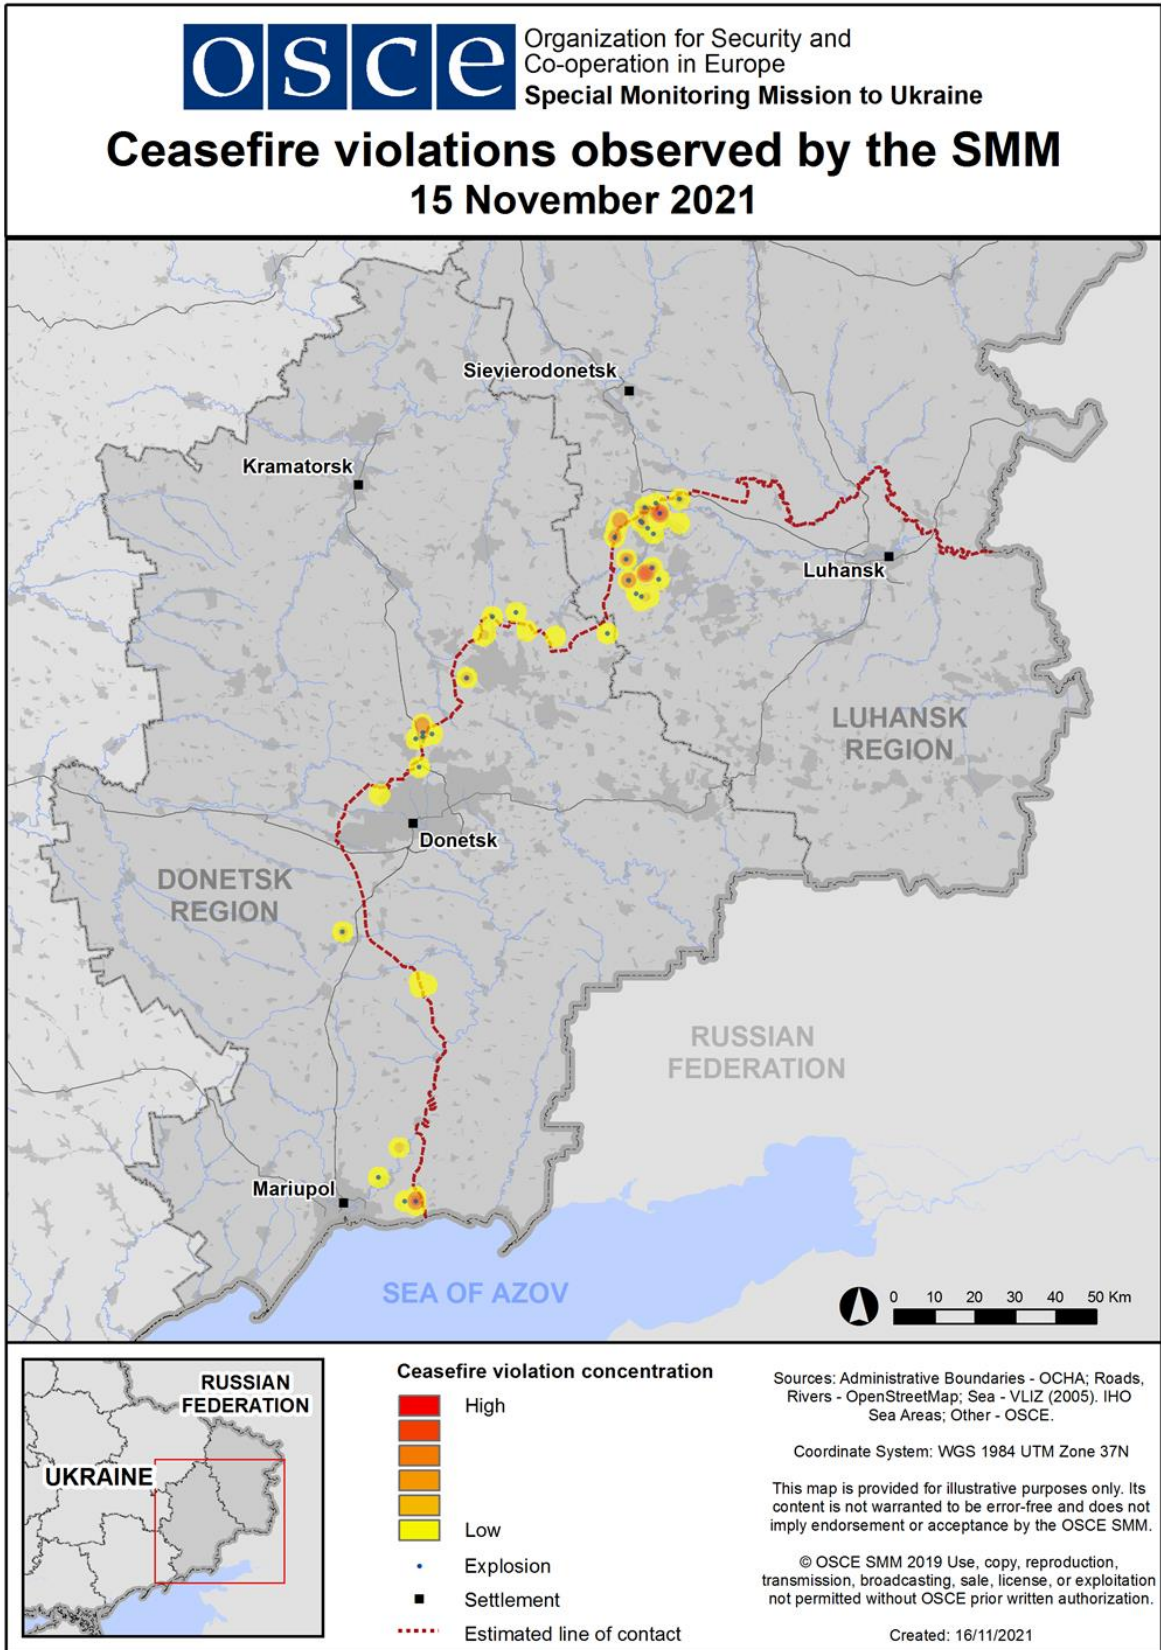 osce
Organization for Security and
Co-operation in Europe
Special Monitoring Mission to Ukraine
Ceasefire violations observed by the SMM
15 November 2021
Sievierodonetsk
Kramatorsk
Luhansk
LUHANSK
REGION
Donetsk
DONETSK
REGION
RUSSIAN
FEDERATION
Mariupol
SEA OF AZOV
0 10 20 30 40 50 Km
RUSSIAN
FEDERATION
UKRAINE
Ceasefire violation concentration
High
Low
Explosion
Settlement
Estimated line of contact
Sources: Administrative Boundaries - OCHA; Roads,
Rivers - OpenStreetMap; Sea - VLIZ (2005). IHO
Sea Areas; Other - OSCE.
Coordinate System: WGS 1984 UTM Zone 37N
This map is provided for illustrative purposes only. Its
content is not warranted to be error-free and does not
imply endorsement or acceptance by the OSCE SMM.
© OSCE SMM 2019 Use, copy, reproduction,
transmission, broadcasting, sale, license, or exploitation
not permitted without OSCE prior written authorization.
Created: 16/11/2021